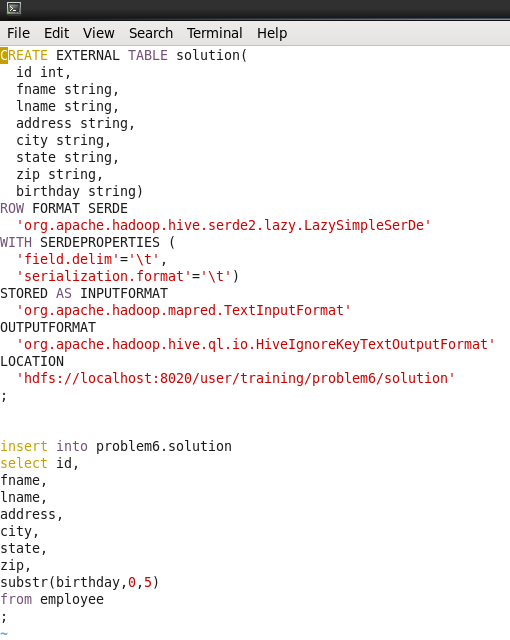 File Edit View Search Terminal Help
CREATE EXTERNAL TABLE solution(
  id int,
  fname string,
  lname string,
  address string,
  city string,
  state string,
  zip string,
  birthday string)
ROW FORMAT SERDE
  'org.apache.hadoop.hive.serde2.lazy.LazySimpleSerDe'
WITH SERDEPROPERTIES (
  'field.delim'='\t',
  'serialization.format'='\t')
STORED AS INPUTFORMAT
  'org.apache.hadoop.mapred.TextInputFormat'
OUTPUTFORMAT
  'org.apache.hadoop.hive.ql.io.HiveIgnoreKeyTextOutputFormat'
LOCATION
  'hdfs://localhost:8020/user/training/problem6/solution'
;
insert into problem6.solution
select id,
fname,
lname,
address,
city,
state,
zip,
substr(birthday,0,5)
from employee
;
~